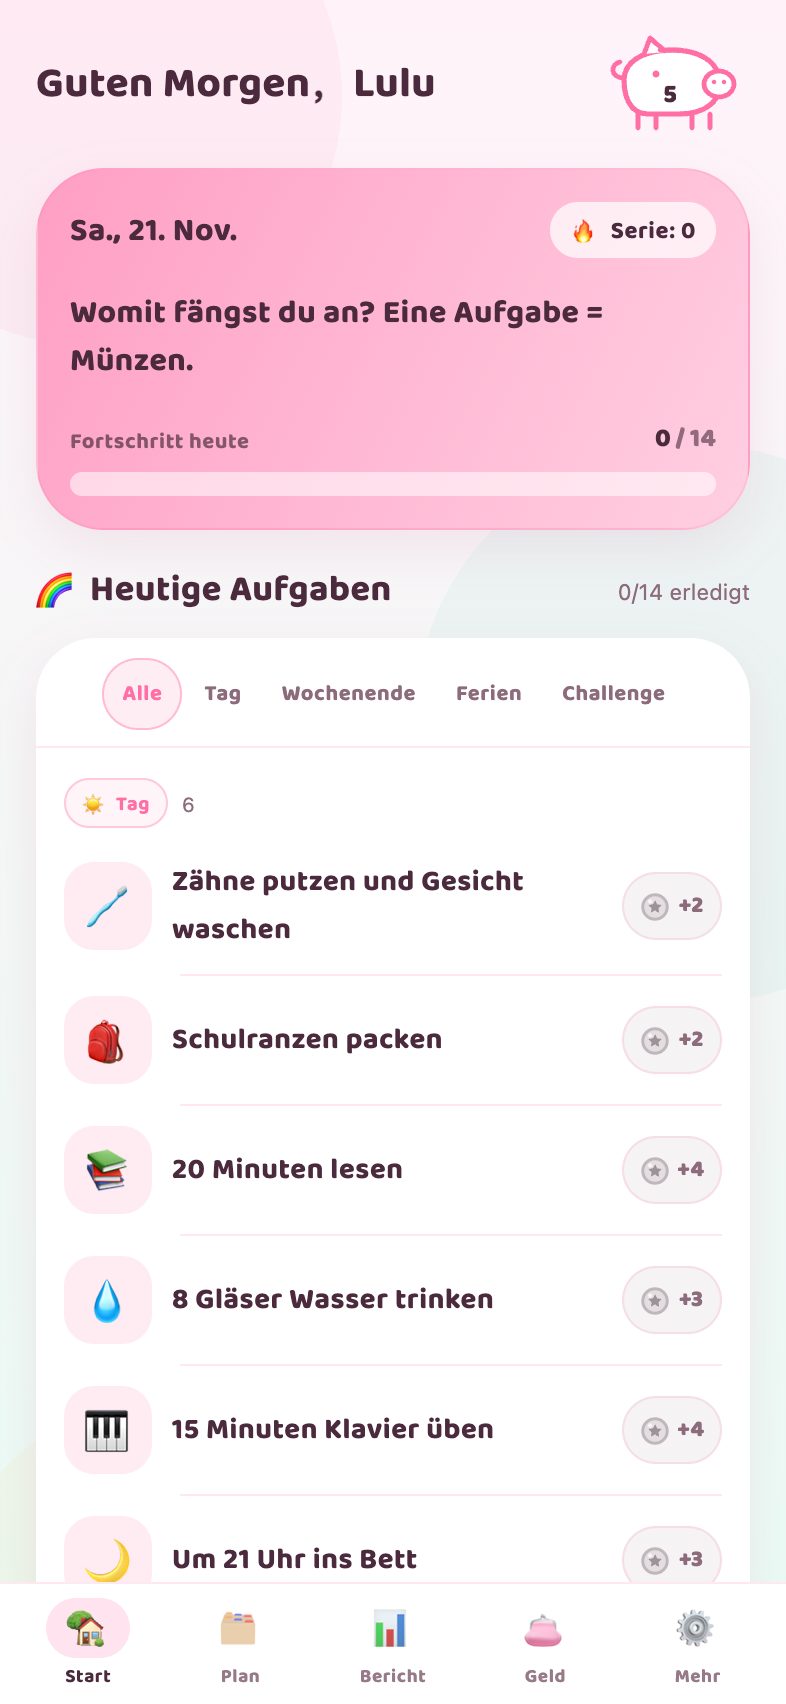 Guten Morgen， Lulu
5
Sa., 21. Nov.
Serie: 0
Womit fängst du an? Eine Aufgabe =
Münzen.
Fortschritt heute
0 / 14
Heutige Aufgaben
0/14 erledigt
Alle
Tag
Wochenende
Ferien
Challenge
Tag
6
Zähne putzen und Gesicht
waschen
+2
Schulranzen packen
+2
20 Minuten lesen
+4
8 Gläser Wasser trinken
+3
15 Minuten Klavier üben
+4
Um 21 Uhr ins Bett
+3
Start
Plan
Bericht
Geld
Mehr